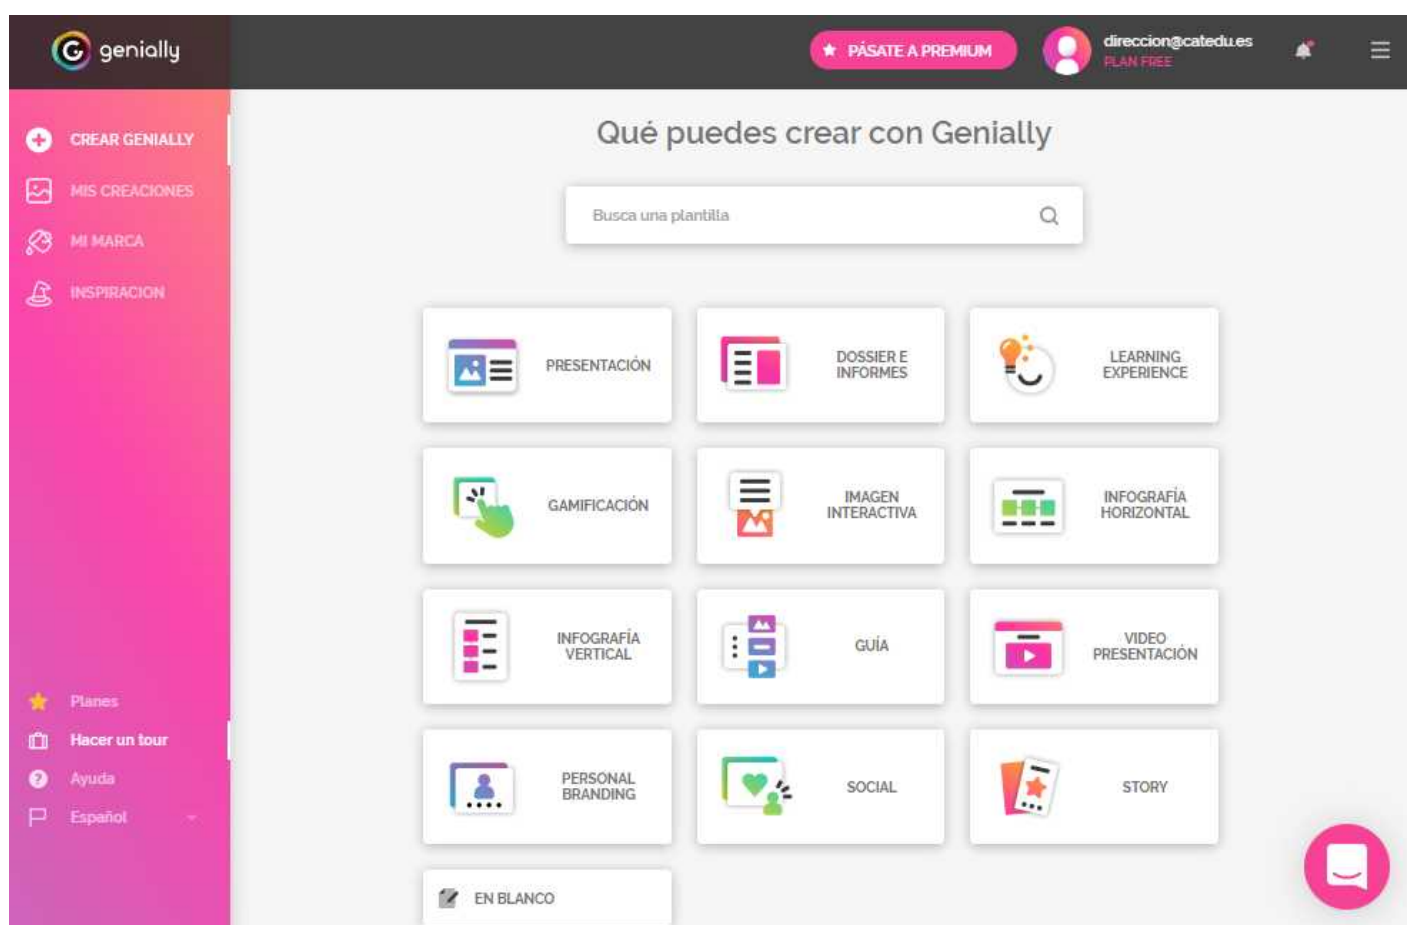 genially
PÁSATE A PREMIUM
direccion@catedu.es
PLAN FREE
CREAR GENIALLY
MIS CREACIONES
MI MARCA
INSPIRACION
Planes
Hacer un tour
Ayuda
Español
Qué puedes crear con Genially
Busca una plantilla
PRESENTACIÓN
DOSSIER E
INFORMES
LEARNING
EXPERIENCE
GAMIFICACIÓN
IMAGEN
INTERACTIVA
INFOGRAFÍA
HORIZONTAL
INFOGRAFÍA
VERTICAL
GUÍA
VIDEO
PRESENTACIÓN
PERSONAL
BRANDING
SOCIAL
STORY
EN BLANCO